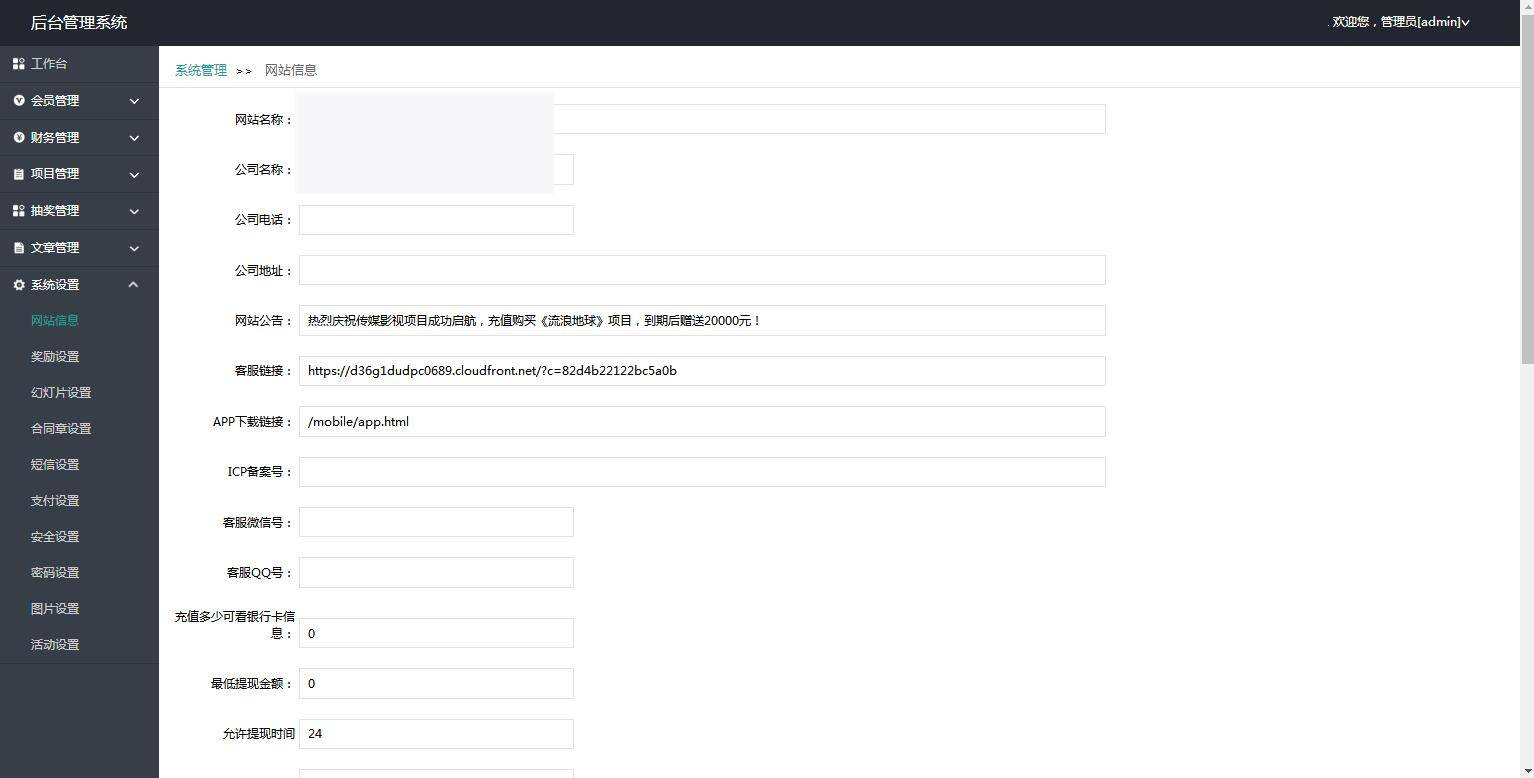 后台管理系统
. 欢迎您，管理员[admin]
工作台
会员管理
财务管理
项目管理
抽奖管理
文章管理
系统设置
网站信息
奖励设置
幻灯片设置
合同章设置
短信设置
支付设置
安全设置
密码设置
图片设置
活动设置
系统管理 >> 网站信息
网站名称：
公司名称：
公司电话：
公司地址：
网站公告： 热烈庆祝传媒影视项目成功启航，充值购买《流浪地球》项目，到期后赠送20000元！
客服链接： https://d36g1dudpc0689.cloudfront.net/?c=82d4b22122bc5a0b
APP下载链接： /mobile/app.html
ICP备案号：
客服微信号：
客服QQ号：
充值多少可看银行卡信
息： 0
最低提现金额： 0
允许提现时间 24